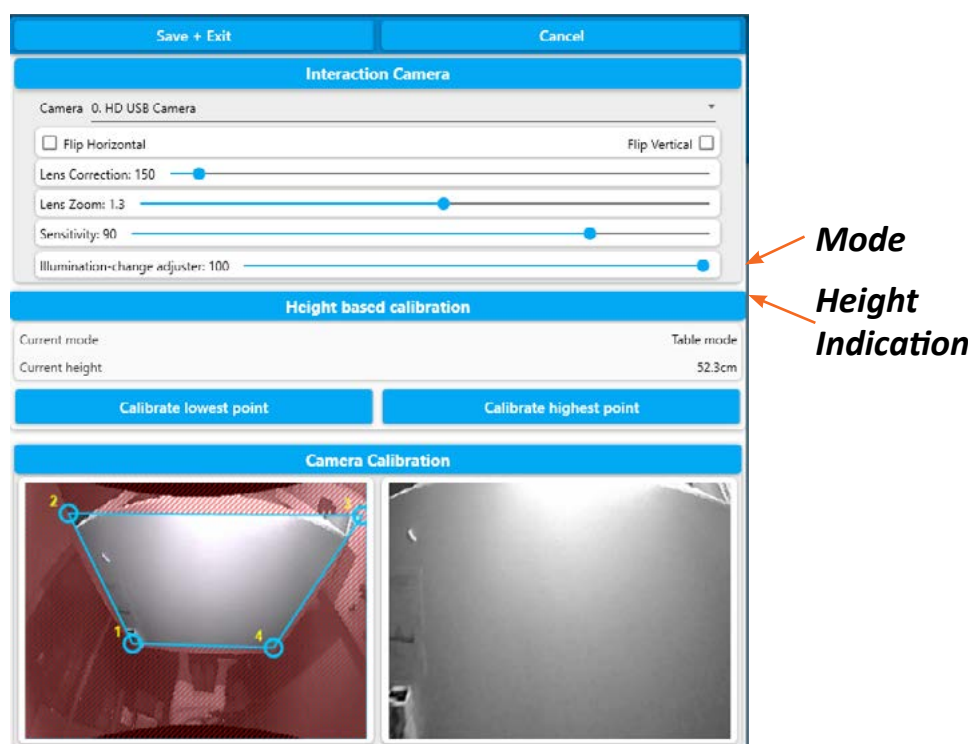 Save + Exit
Cancel
Interaction Camera
Camera 0. HD USB Camera
Flip Horizontal
Flip Vertical
Lens Correction: 150
Lens Zoom: 1.3
Sensitivity: 90
Illumination-change adjuster: 100
Mode
Height
Indication
Height based calibration
Current mode
Table mode
Current height
52.3cm
Calibrate lowest point
Calibrate highest point
Camera Calibration
2
3
1
4